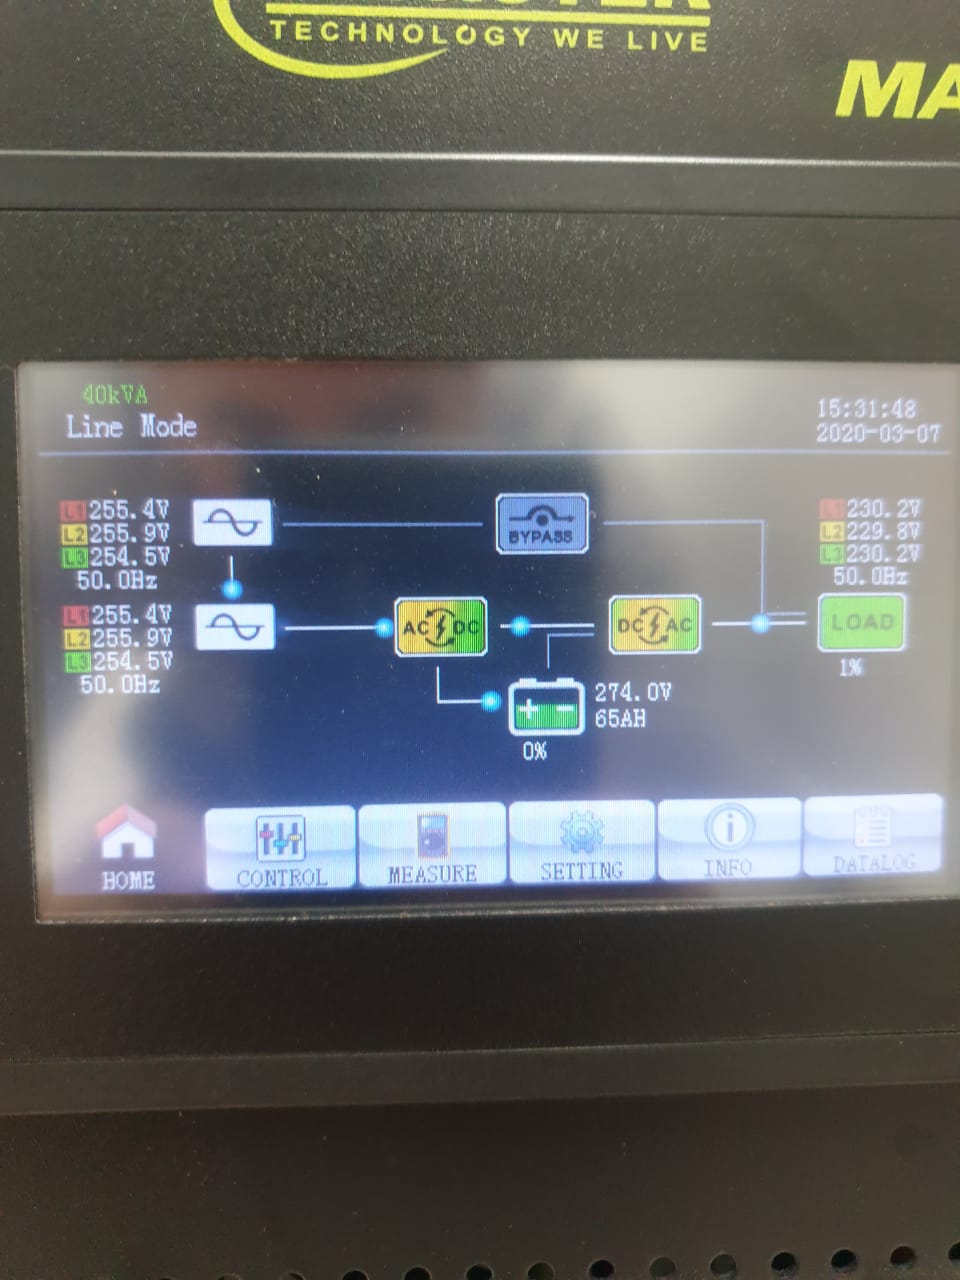 TECHNOLOGY WE LIVE
40kVA
Line Mode
15:31:48
2020-03-07
L1 255.4V
L2 255.9V
L3 254.5V
50.0Hz
BYPASS
L1 230.2V
L2 229.8V
L3 230.2V
50.0Hz
L1 255.4V
L2 255.9V
L3 254.5V
50.0Hz
AC DC
DC AC
LOAD
1%
274.0V
65AH
0%
HOME
CONTROL
MEASURE
SETTING
INFO
DATALOG